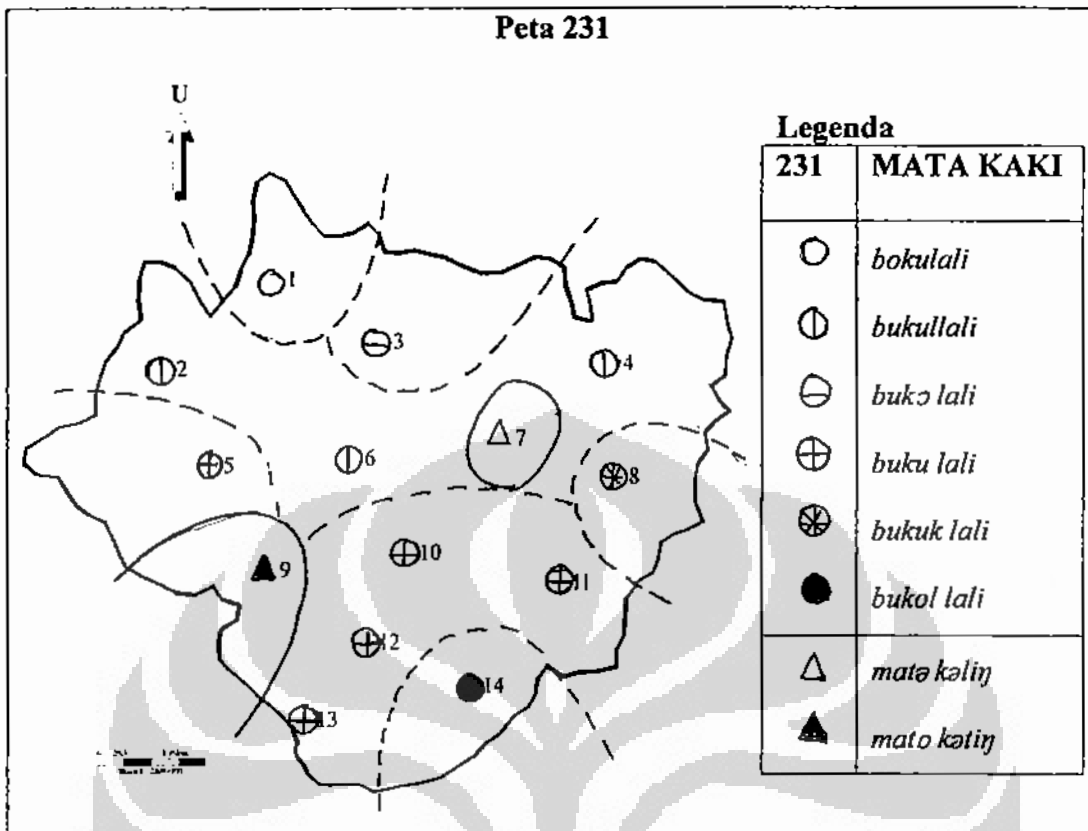 Peta 231
U
Legenda
231 MATA KAKI
bokulali
bukullali
bukɔ lali
buku lali
bukuk lali
bukol lali
matə kəliŋ
mato kətiŋ
1
2
3
4
5
6
7
8
9
10
11
12
13
14